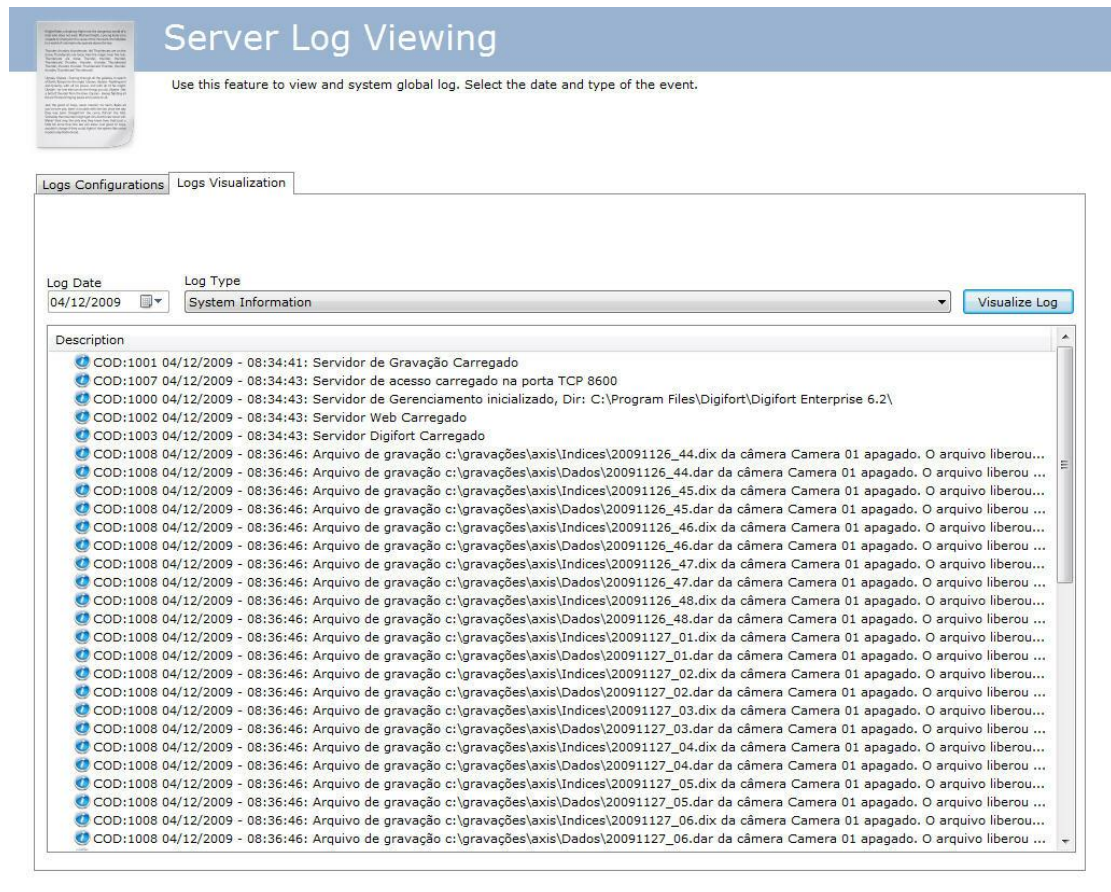 Server Log Viewing
Use this feature to view and system global log. Select the date and type of the event.
Logs Configurations
Logs Visualization
Log Date
Log Type
04/12/2009
System Information
Visualize Log
Description
COD:1001 04/12/2009 - 08:34:41: Servidor de Gravação Carregado
COD:1007 04/12/2009 - 08:34:43: Servidor de acesso carregado na porta TCP 8600
COD:1000 04/12/2009 - 08:34:43: Servidor de Gerenciamento inicializado, Dir: C:\Program Files\Digifort\Digifort Enterprise 6.2\
COD:1002 04/12/2009 - 08:34:43: Servidor Web Carregado
COD:1003 04/12/2009 - 08:34:43: Servidor Digifort Carregado
COD:1008 04/12/2009 - 08:36:46: Arquivo de gravação c:\gravações\axis\Indices\20091126_44.dix da câmera Camera 01 apagado. O arquivo liberou...
COD:1008 04/12/2009 - 08:36:46: Arquivo de gravação c:\gravações\axis\Dados\20091126_44.dar da câmera Camera 01 apagado. O arquivo liberou ...
COD:1008 04/12/2009 - 08:36:46: Arquivo de gravação c:\gravações\axis\Indices\20091126_45.dix da câmera Camera 01 apagado. O arquivo liberou...
COD:1008 04/12/2009 - 08:36:46: Arquivo de gravação c:\gravações\axis\Dados\20091126_45.dar da câmera Camera 01 apagado. O arquivo liberou ...
COD:1008 04/12/2009 - 08:36:46: Arquivo de gravação c:\gravações\axis\Indices\20091126_46.dix da câmera Camera 01 apagado. O arquivo liberou...
COD:1008 04/12/2009 - 08:36:46: Arquivo de gravação c:\gravações\axis\Dados\20091126_46.dar da câmera Camera 01 apagado. O arquivo liberou ...
COD:1008 04/12/2009 - 08:36:46: Arquivo de gravação c:\gravações\axis\Indices\20091126_47.dix da câmera Camera 01 apagado. O arquivo liberou...
COD:1008 04/12/2009 - 08:36:46: Arquivo de gravação c:\gravações\axis\Dados\20091126_47.dar da câmera Camera 01 apagado. O arquivo liberou ...
COD:1008 04/12/2009 - 08:36:46: Arquivo de gravação c:\gravações\axis\Indices\20091126_48.dix da câmera Camera 01 apagado. O arquivo liberou...
COD:1008 04/12/2009 - 08:36:46: Arquivo de gravação c:\gravações\axis\Dados\20091126_48.dar da câmera Camera 01 apagado. O arquivo liberou ...
COD:1008 04/12/2009 - 08:36:46: Arquivo de gravação c:\gravações\axis\Indices\20091127_01.dix da câmera Camera 01 apagado. O arquivo liberou...
COD:1008 04/12/2009 - 08:36:46: Arquivo de gravação c:\gravações\axis\Dados\20091127_01.dar da câmera Camera 01 apagado. O arquivo liberou ...
COD:1008 04/12/2009 - 08:36:46: Arquivo de gravação c:\gravações\axis\Indices\20091127_02.dix da câmera Camera 01 apagado. O arquivo liberou...
COD:1008 04/12/2009 - 08:36:46: Arquivo de gravação c:\gravações\axis\Dados\20091127_02.dar da câmera Camera 01 apagado. O arquivo liberou ...
COD:1008 04/12/2009 - 08:36:46: Arquivo de gravação c:\gravações\axis\Indices\20091127_03.dix da câmera Camera 01 apagado. O arquivo liberou...
COD:1008 04/12/2009 - 08:36:46: Arquivo de gravação c:\gravações\axis\Dados\20091127_03.dar da câmera Camera 01 apagado. O arquivo liberou ...
COD:1008 04/12/2009 - 08:36:46: Arquivo de gravação c:\gravações\axis\Indices\20091127_04.dix da câmera Camera 01 apagado. O arquivo liberou...
COD:1008 04/12/2009 - 08:36:46: Arquivo de gravação c:\gravações\axis\Dados\20091127_04.dar da câmera Camera 01 apagado. O arquivo liberou ...
COD:1008 04/12/2009 - 08:36:46: Arquivo de gravação c:\gravações\axis\Indices\20091127_05.dix da câmera Camera 01 apagado. O arquivo liberou...
COD:1008 04/12/2009 - 08:36:46: Arquivo de gravação c:\gravações\axis\Dados\20091127_05.dar da câmera Camera 01 apagado. O arquivo liberou ...
COD:1008 04/12/2009 - 08:36:46: Arquivo de gravação c:\gravações\axis\Indices\20091127_06.dix da câmera Camera 01 apagado. O arquivo liberou...
COD:1008 04/12/2009 - 08:36:46: Arquivo de gravação c:\gravações\axis\Dados\20091127_06.dar da câmera Camera 01 apagado. O arquivo liberou ...